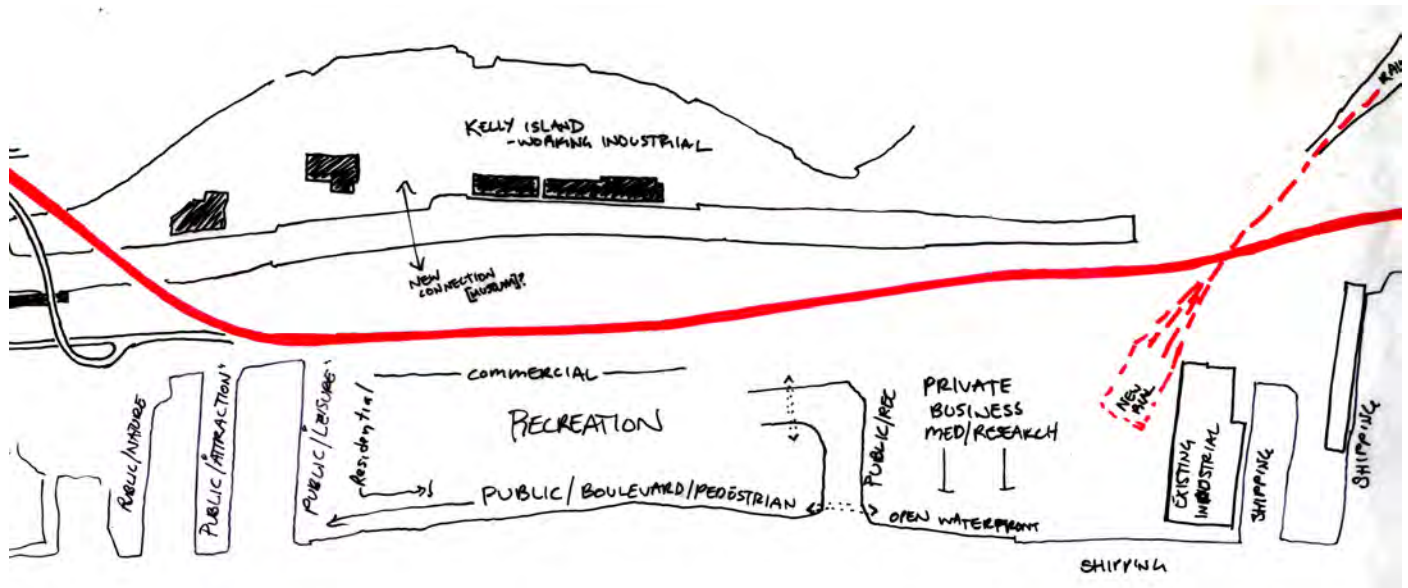 RAIL
KELLY ISLAND
-WORKING INDUSTRIAL
NEW
CONNECTION
[MUSEUM]?
COMMERCIAL
RECREATION
PUBLIC/NATURE
PUBLIC/"ATTRACTION"
PUBLIC/"LEISURE"
Residential
PUBLIC/BOULEVARD/PEDESTRIAN
PUBLIC/REC
PRIVATE
BUSINESS
MED/RESEARCH
OPEN WATERFRONT
NEW
RAIL
EXISTING
INDUSTRIAL
SHIPPING
SHIPPING
SHIPPING